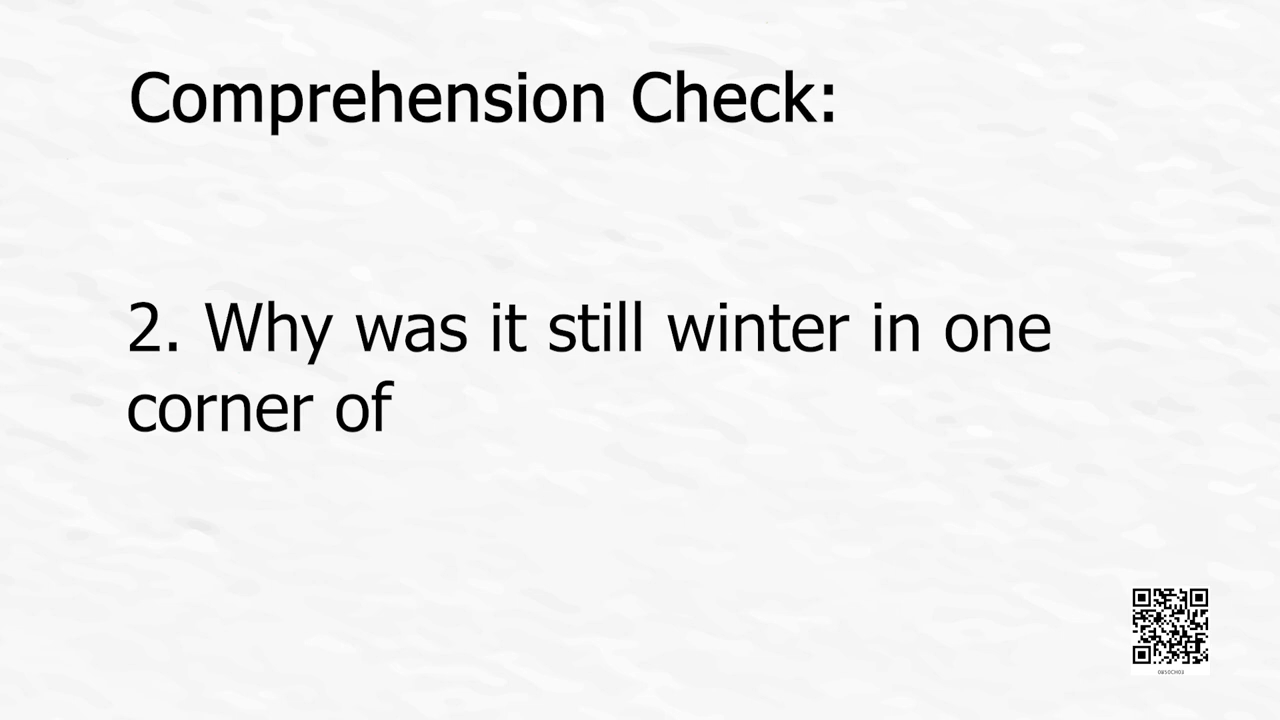 Comprehension Check:
2. Why was it still winter in one
corner of